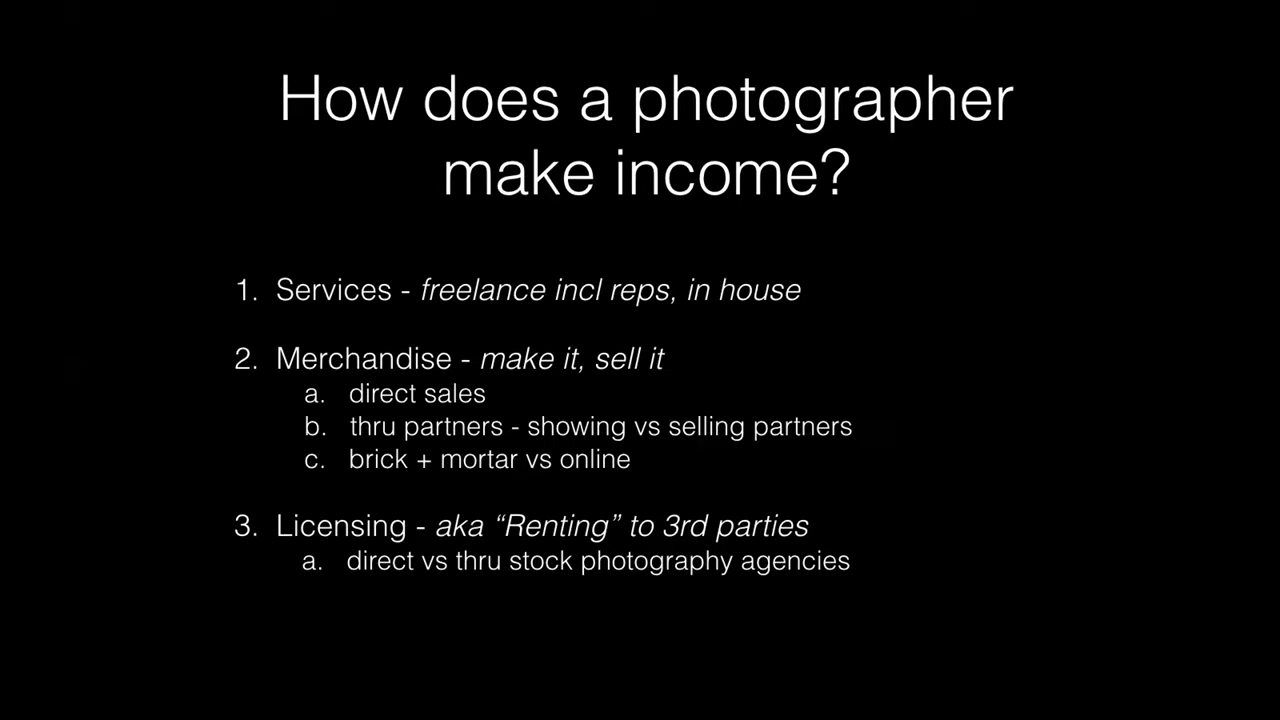 How does a photographer
make income?
1. Services - freelance incl reps, in house
2. Merchandise - make it, sell it
a. direct sales
b. thru partners - showing vs selling partners
c. brick + mortar vs online
3. Licensing - aka “Renting” to 3rd parties
a. direct vs thru stock photography agencies